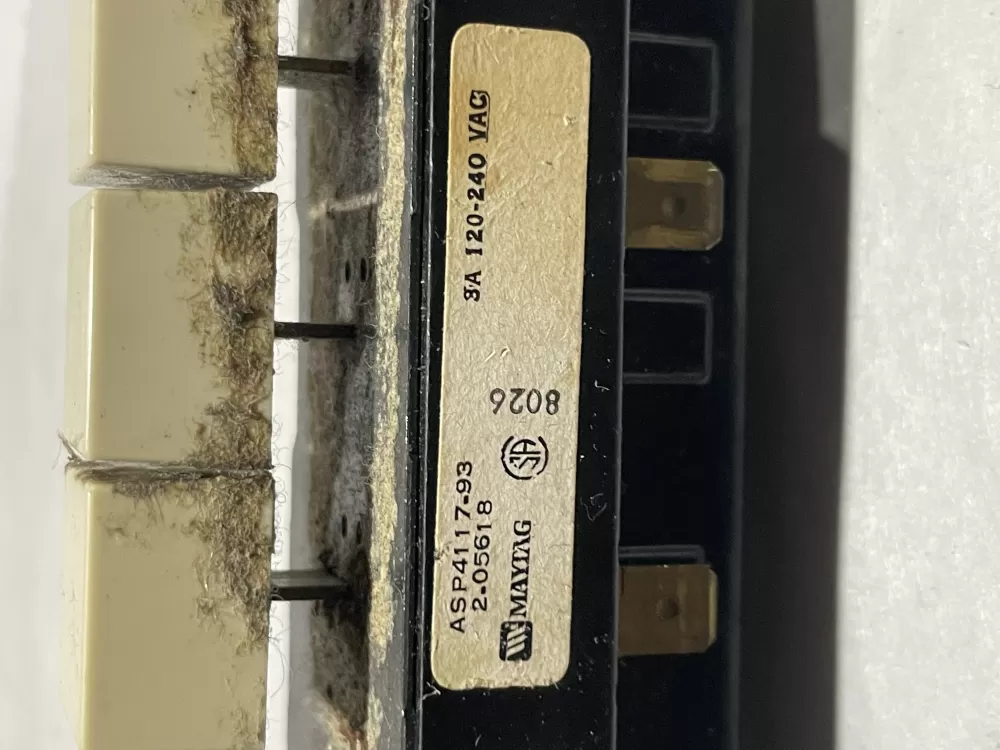 ASP4117-93 3A 120-240 VAC
2-05618
MAYTAG
8026